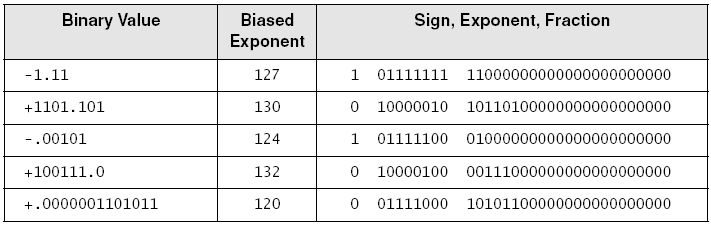 Binary Value Biased Exponent Sign, Exponent, Fraction
-1.11 127 1 01111111 11000000000000000000000
+1101.101 130 0 10000010 10110100000000000000000
-.00101 124 1 01111100 01000000000000000000000
+100111.0 132 0 10000100 00111000000000000000000
+.0000001101011 120 0 01111000 10101100000000000000000